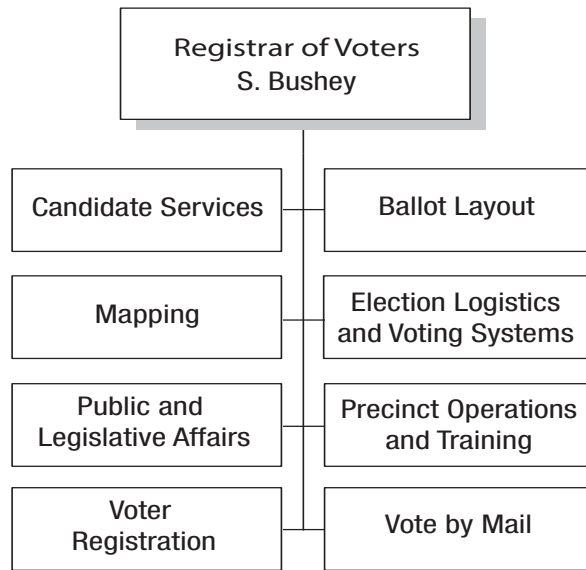 Registrar of Voters
S. Bushey
Candidate Services
Ballot Layout
Mapping
Election Logistics
and Voting Systems
Public and
Legislative Affairs
Precinct Operations
and Training
Voter
Registration
Vote by Mail